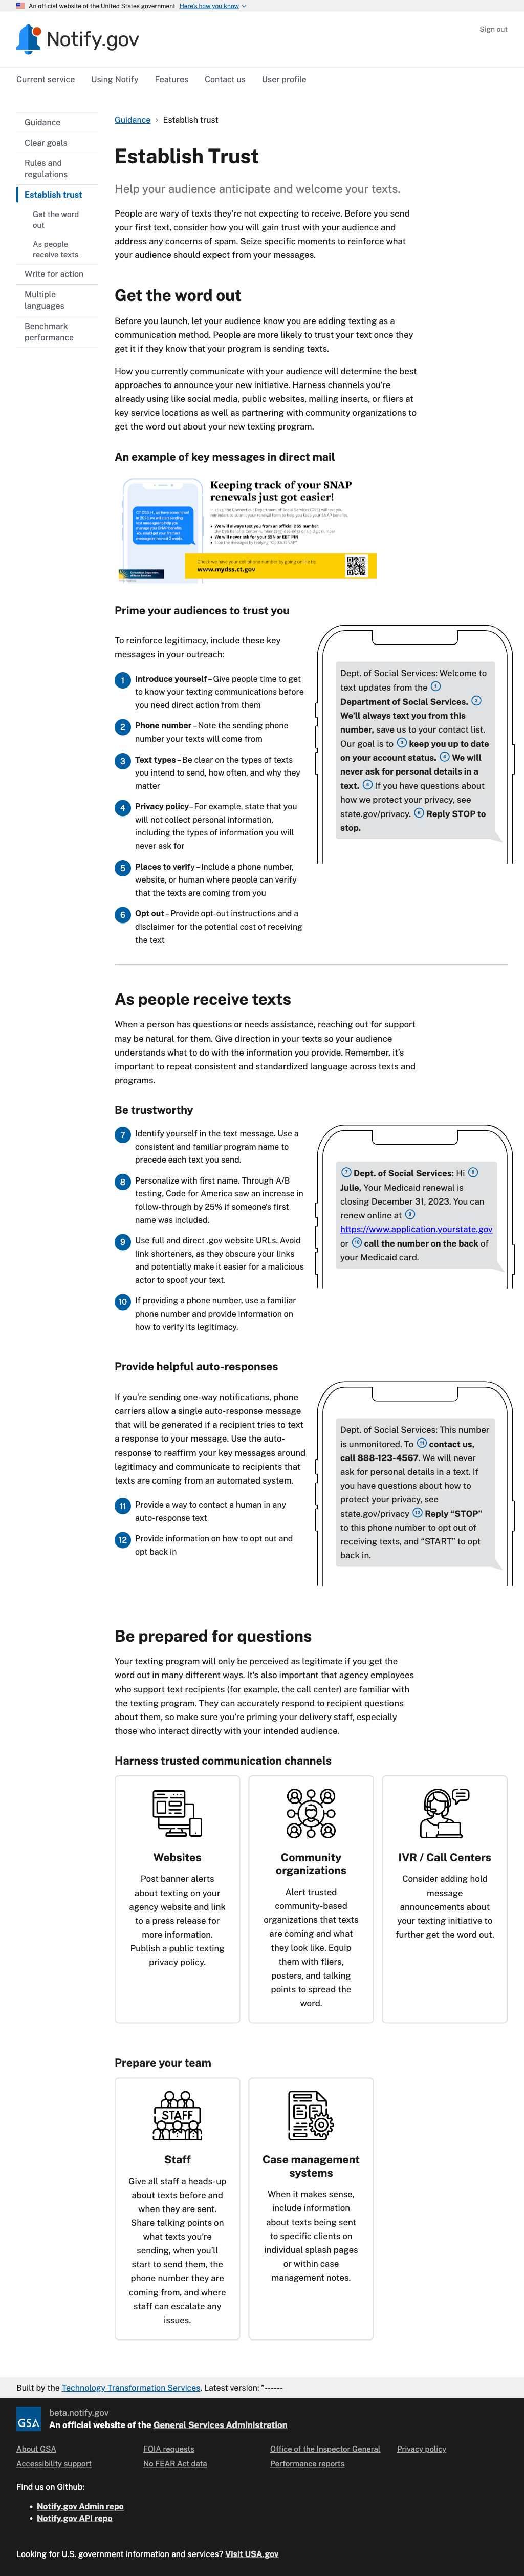 An official website of the United States government Here's how you know
Notify.gov
Sign out
Current service Using Notify Features Contact us User profile
Guidance
Clear goals
Rules and
regulations
Establish trust
Get the word
out
As people
receive texts
Write for action
Multiple
languages
Benchmark
performance
Guidance > Establish trust
Establish Trust
Help your audience anticipate and welcome your texts.
People are wary of texts they're not expecting to receive. Before you send
your first text, consider how you will gain trust with your audience and
address any concerns of spam. Seize specific moments to reinforce what
your audience should expect from your messages.
Get the word out
Before you launch, let your audience know you are adding texting as a
communication method. People are more likely to trust your text once they
get it if they know that your program is sending texts.
How you currently communicate with your audience will determine the best
approaches to announce your new initiative. Harness channels you're
already using like social media, public websites, mailing inserts, or fliers at
key service locations as well as partnering with community organizations to
get the word out about your new texting program.
An example of key messages in direct mail
Keeping track of your SNAP
renewals just got easier!
We will always text you from an official DSS number
We will never ask for your SSN or EBT PIN
Stop the messages by replying "OptOutSNAP"
Check we have your cell phone number by going online to:
www.mydss.ct.gov
Prime your audiences to trust you
To reinforce legitimacy, include these key
messages in your outreach:
1 Introduce yourself – Give people time to get
to know your texting communications before
you need direct action from them
2 Phone number – Note the sending phone
number your texts will come from
3 Text types – Be clear on the types of texts
you intend to send, how often, and why they
matter
4 Privacy policy– For example, state that you
will not collect personal information,
including the types of information you will
never ask for
5 Places to verify – Include a phone number,
website, or human where people can verify
that the texts are coming from you
6 Opt out – Provide opt-out instructions and a
disclaimer for the potential cost of receiving
the text
Dept. of Social Services: Welcome to
text updates from the 1
Department of Social Services. 2
We'll always text you from this
number, save us to your contact list.
Our goal is to 3 keep you up to date
on your account status. 4 We will
never ask for personal details in a
text. 5 If you have questions about
how we protect your privacy, see
state.gov/privacy. 6 Reply STOP to
stop.
As people receive texts
When a person has questions or needs assistance, reaching out for support
may be natural for them. Give direction in your texts so your audience
understands what to do with the information you provide. Remember, it's
important to repeat consistent and standardized language across texts and
programs.
Be trustworthy
7 Identify yourself in the text message. Use a
consistent and familiar program name to
precede each text you send.
8 Personalize with first name. Through A/B
testing, Code for America saw an increase in
follow-through by 25% if someone's first
name was included.
9 Use full and direct .gov website URLs. Avoid
link shorteners, as they obscure your links
and potentially make it easier for a malicious
actor to spoof your text.
10 If providing a phone number, use a familiar
phone number and provide information on
how to verify its legitimacy.
7 Dept. of Social Services: Hi 8
Julie, Your Medicaid renewal is
closing December 31, 2023. You can
renew online at 9
https://www.application.yourstate.gov
or 10 call the number on the back of
your Medicaid card.
Provide helpful auto-responses
If you're sending one-way notifications, phone
carriers allow a single auto-response message
that will be generated if a recipient tries to text
a response to your message. Use the auto-
response to reaffirm your key messages around
legitimacy and communicate to recipients that
texts are coming from an automated system.
11 Provide a way to contact a human in any
auto-response text
12 Provide information on how to opt out and
opt back in
Dept. of Social Services: This number
is unmonitored. To 11 contact us,
call 888-123-4567. We will never
ask for personal details in a text. If
you have questions about how to
protect your privacy, see
state.gov/privacy 12 Reply “STOP”
to this phone number to opt out of
receiving texts, and “START” to opt
back in.
Be prepared for questions
Your texting program will only be perceived as legitimate if you get the
word out in many different ways. It's also important that agency employees
who support text recipients (for example, the call center) are familiar with
the texting program. They can accurately respond to recipient questions
about them, so make sure you're priming your delivery staff, especially
those who interact directly with your intended audience.
Harness trusted communication channels
Websites
Post banner alerts
about texting on your
agency website and link
to a press release for
more information.
Publish a public texting
privacy policy.
Community
organizations
Alert trusted
community-based
organizations that texts
are coming and what
they look like. Equip
them with fliers,
posters, and talking
points to spread the
word.
IVR / Call Centers
Consider adding hold
message
announcements about
your texting initiative to
further get the word out.
Prepare your team
STAFF
Staff
Give all staff a heads-up
about texts before and
when they are sent.
Share talking points on
what texts you're
sending, when you'll
start to send them, the
phone number they are
coming from, and where
staff can escalate any
issues.
Case management
systems
When it makes sense,
include information
about texts being sent
to specific clients on
individual splash pages
or within case
management notes.
Built by the Technology Transformation Services, Latest version: "------
GSA
beta.notify.gov
An official website of the General Services Administration
About GSA FOIA requests Office of the Inspector General Privacy policy
Accessibility support No FEAR Act data Performance reports
Find us on Github:
Notify.gov Admin repo
Notify.gov API repo
Looking for U.S. government information and services? Visit USA.gov